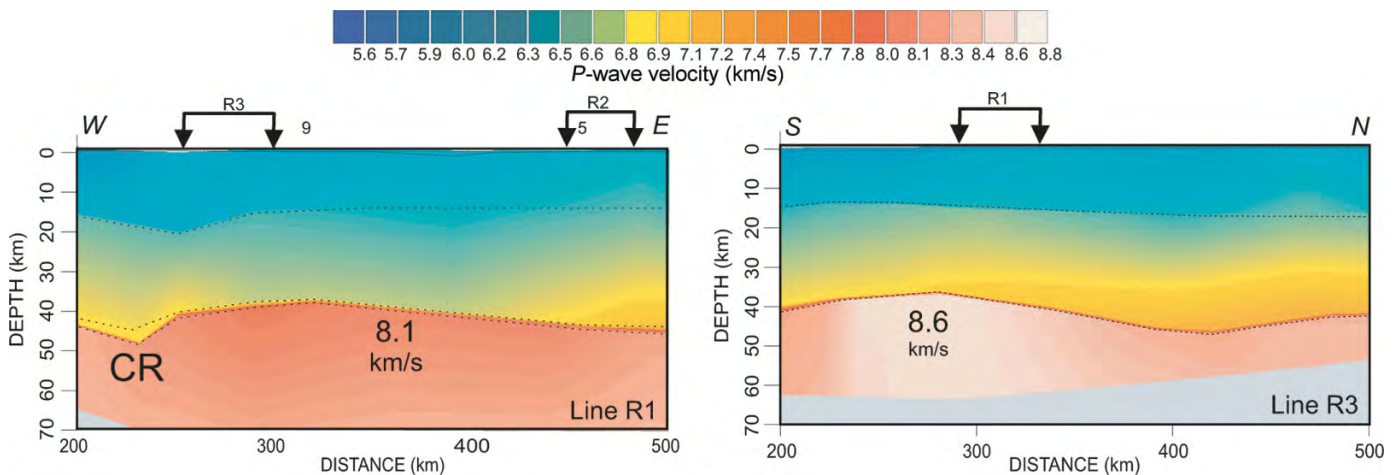 5.6 5.7 5.9 6.0 6.2 6.3 6.5 6.6 6.8 6.9 7.1 7.2 7.4 7.5 7.7 7.8 8.0 8.1 8.3 8.4 8.6 8.8
P-wave velocity (km/s)
W R3 9 R2 5 E
0
10
20
30
40
50
60
70
DEPTH (km)
CR
8.1
km/s
Line R1
200 300 400 500
DISTANCE (km)
S R1 N
0
10
20
30
40
50
60
70
DEPTH (km)
8.6
km/s
Line R3
200 300 400 500
DISTANCE (km)